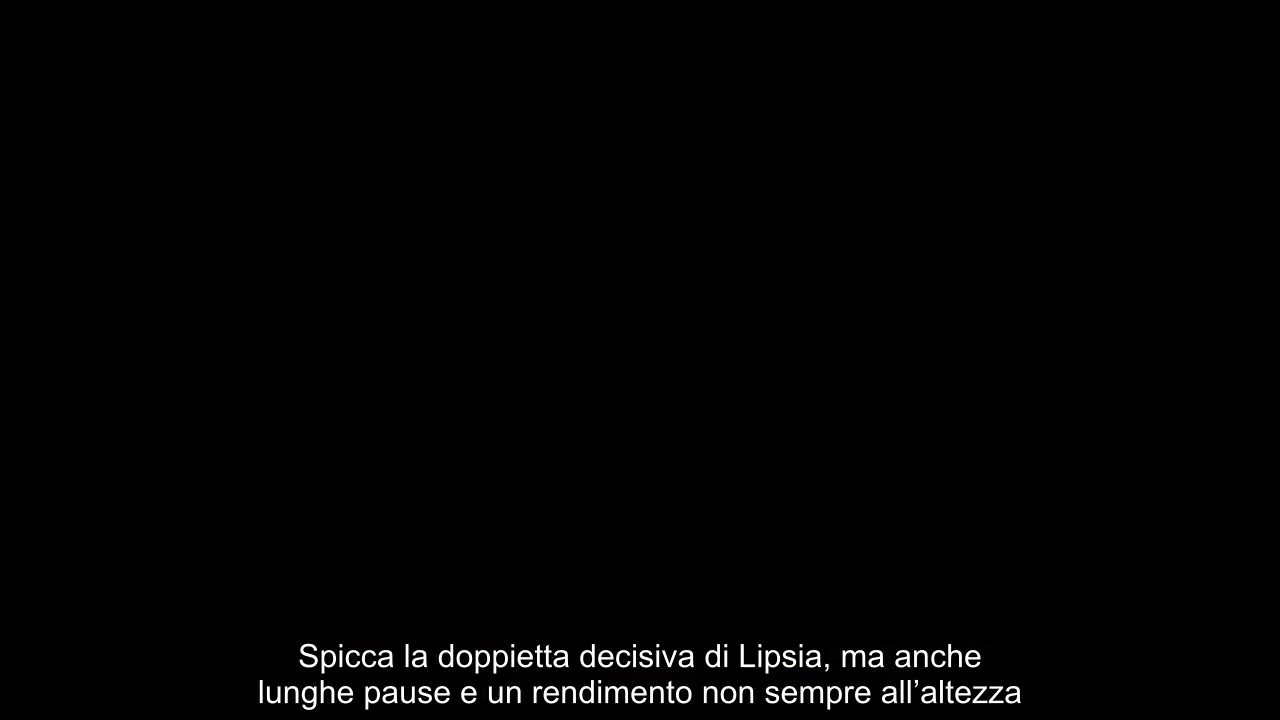 Spicca la doppietta decisiva di Lipsia, ma anche
lunghe pause e un rendimento non sempre all’altezza